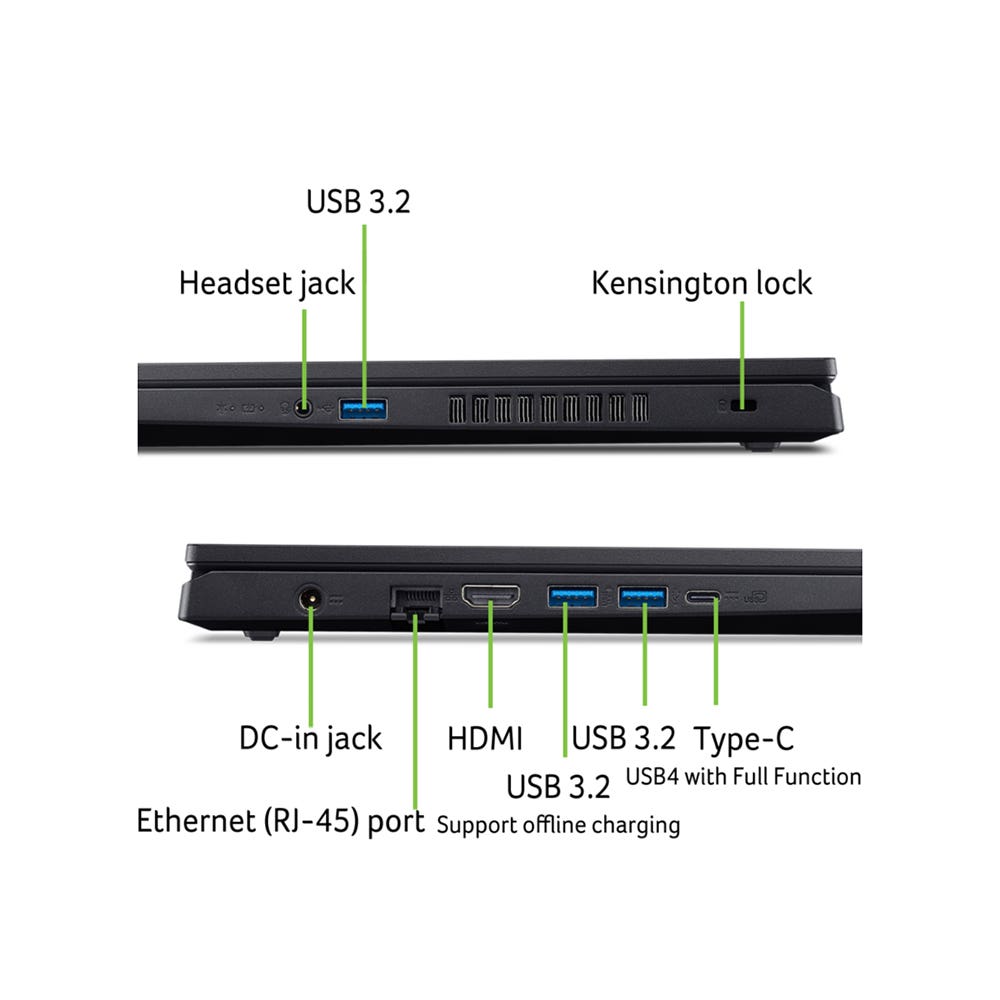 USB 3.2
Headset jack
Kensington lock
DC-in jack
HDMI
USB 3.2
Type-C
USB4 with Full Function
USB 3.2
Support offline charging
Ethernet (RJ-45) port